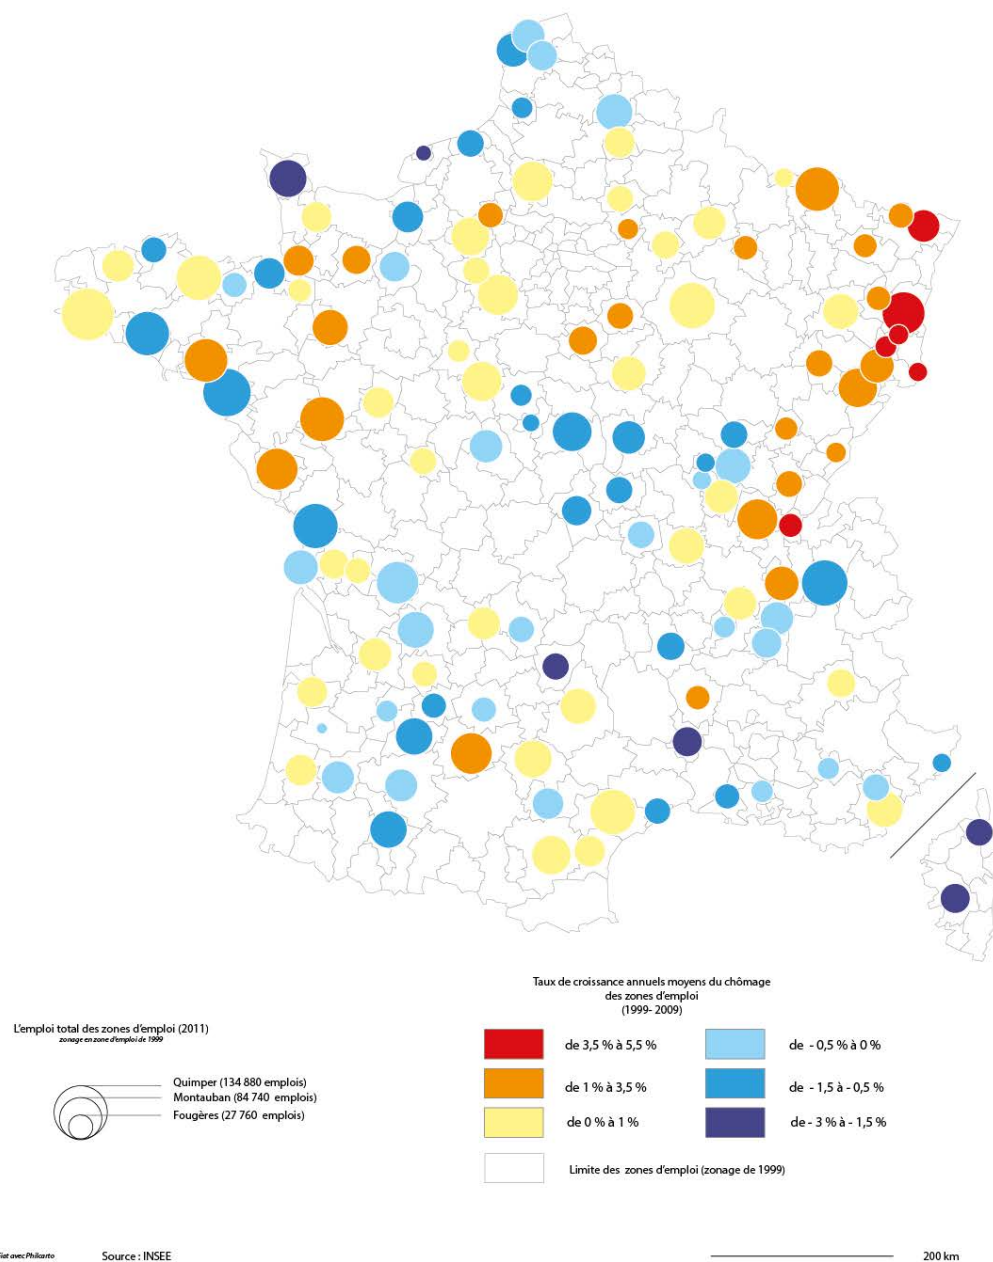 Taux de croissance annuels moyens du chômage
des zones d'emploi
(1999- 2009)
L'emploi total des zones d'emploi (2011)
zonage en zone d'emploi de 1999
Quimper (134 880 emplois)
Montauban (84 740 emplois)
Fougères (27 760 emplois)
de 3,5 % à 5,5 %
de 1 % à 3,5 %
de 0 % à 1 %
de - 0,5 % à 0 %
de - 1,5 à - 0,5 %
de - 3 % à - 1,5 %
Limite des zones d'emploi (zonage de 1999)
avec Philcarto
Source : INSEE
200 km